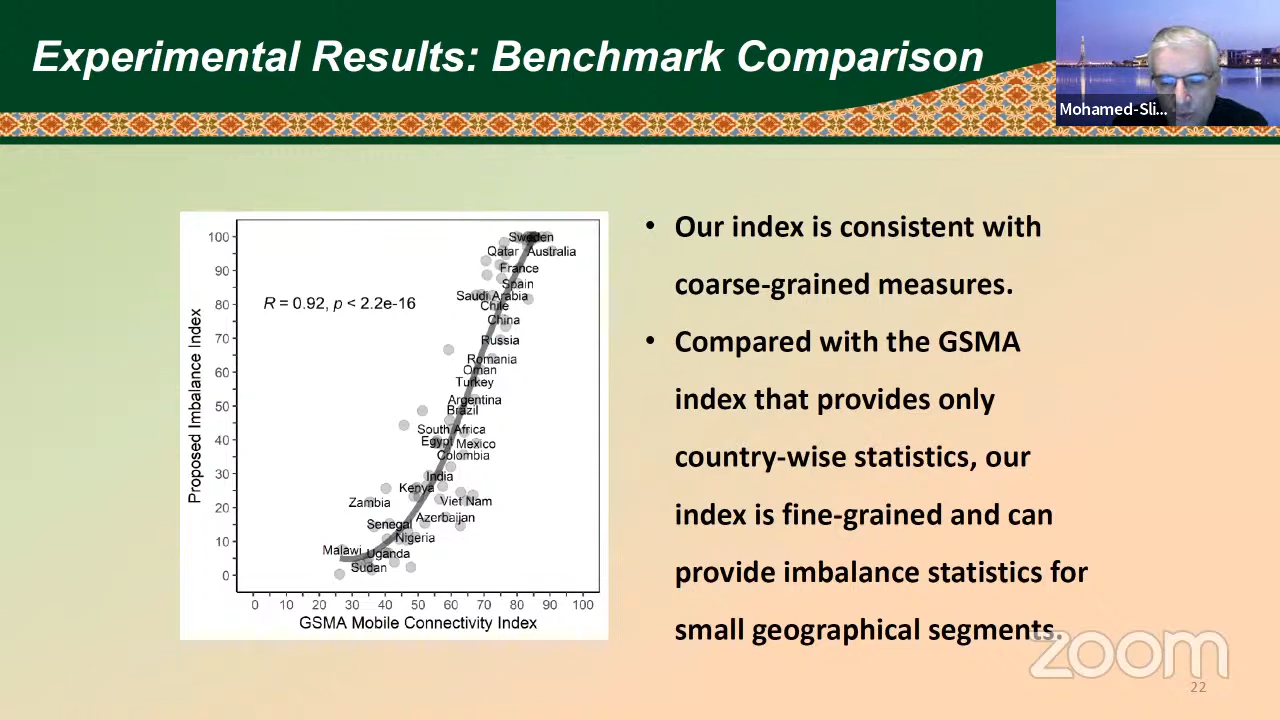 Experimental Results: Benchmark Comparison
Mohamed-Sli...
Proposed Imbalance Index
100
90
80
70
60
50
40
30
20
10
0
R = 0.92, p < 2.2e-16
Sweden
Qatar
Australia
France
Spain
Saudi Arabia
Chile
China
Russia
Romania
Oman
Turkey
Argentina
Brazil
South Africa
Egypt
Mexico
Colombia
India
Kenya
Zambia
Viet Nam
Azerbaijan
Senegal
Nigeria
Malawi
Uganda
Sudan
0 10 20 30 40 50 60 70 80 90 100
GSMA Mobile Connectivity Index
• Our index is consistent with
coarse-grained measures.
• Compared with the GSMA
index that provides only
country-wise statistics, our
index is fine-grained and can
provide imbalance statistics for
small geographical segments.
zoom
22